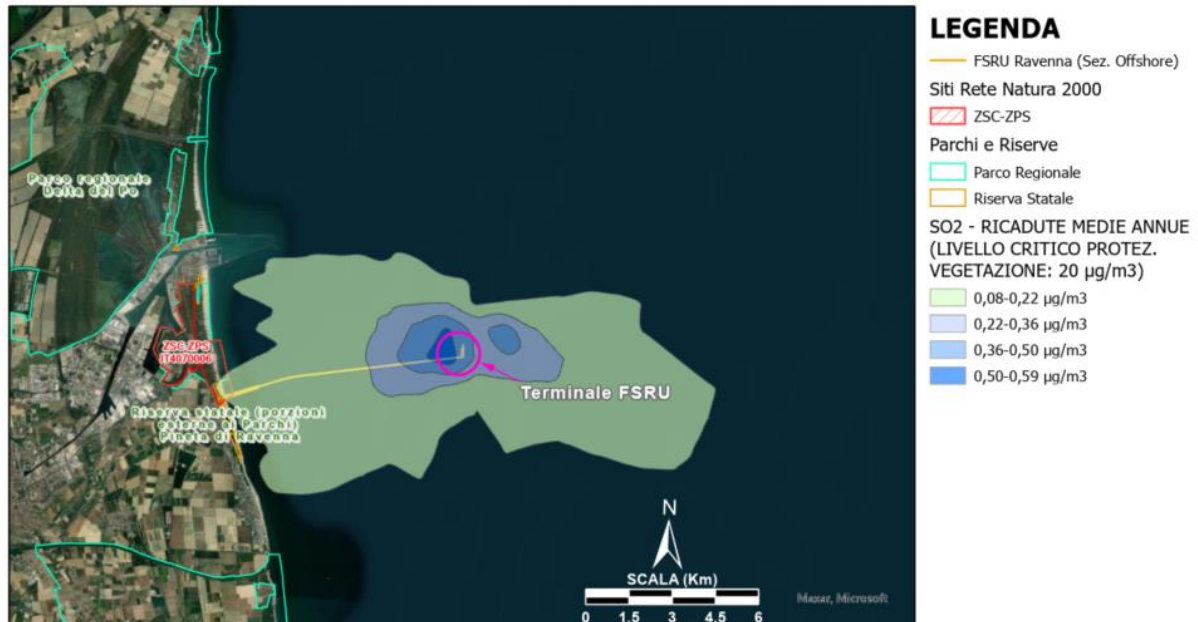 Parco regionale
Delta del Po
ZSC-ZPS
IT4070006
Riserva statale (porzioni
esterne ai Parchi)
Pineta di Ravenna
Terminale FSRU
N
SCALA (Km)
0 1.5 3 4.5 6
Maxar, Microsoft
LEGENDA
FSRU Ravenna (Sez. Offshore)
Siti Rete Natura 2000
ZSC-ZPS
Parchi e Riserve
Parco Regionale
Riserva Statale
SO2 - RICADUTE MEDIE ANNUE
(LIVELLO CRITICO PROTEZ.
VEGETAZIONE: 20 µg/m3)
0,08-0,22 µg/m3
0,22-0,36 µg/m3
0,36-0,50 µg/m3
0,50-0,59 µg/m3